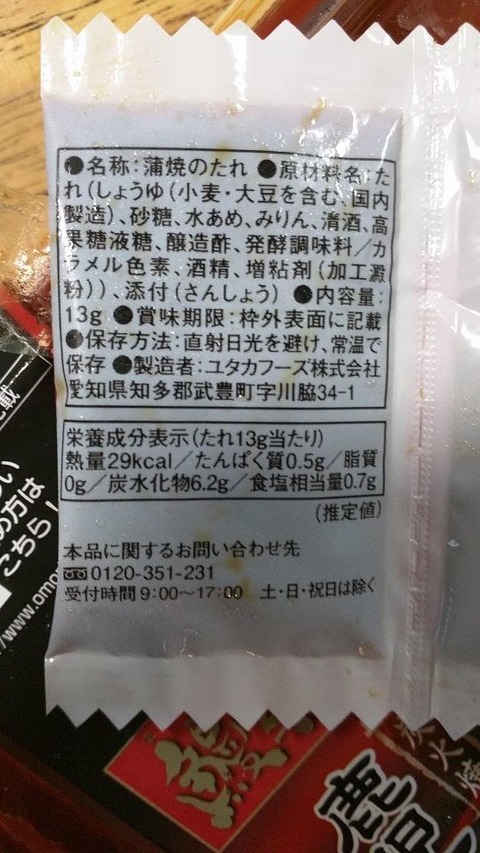 ●名称:蒲焼のたれ ●原材料名:た
れ(しょうゆ(小麦・大豆を含む、国内
製造)、砂糖、水あめ、みりん、清酒、高
果糖液糖、醸造酢、発酵調味料/カ
ラメル色素、酒精、増粘剤(加工澱
粉))、添付(さんしょう) ●内容量:
13g ●賞味期限:枠外表面に記載
●保存方法:直射日光を避け、常温で
保存 ●製造者:ユタカフーズ株式会社
愛知県知多郡武豊町字川脇34-1
栄養成分表示(たれ13g当たり)
熱量29kcal/たんぱく質0.5g/脂質
0g/炭水化物6.2g/食塩相当量0.7g
(推定値)
本品に関するお問い合わせ先
0120-351-231
受付時間9:00~17:00 土・日・祝日は除く
の方は
こちら!
www.omo
鹿児